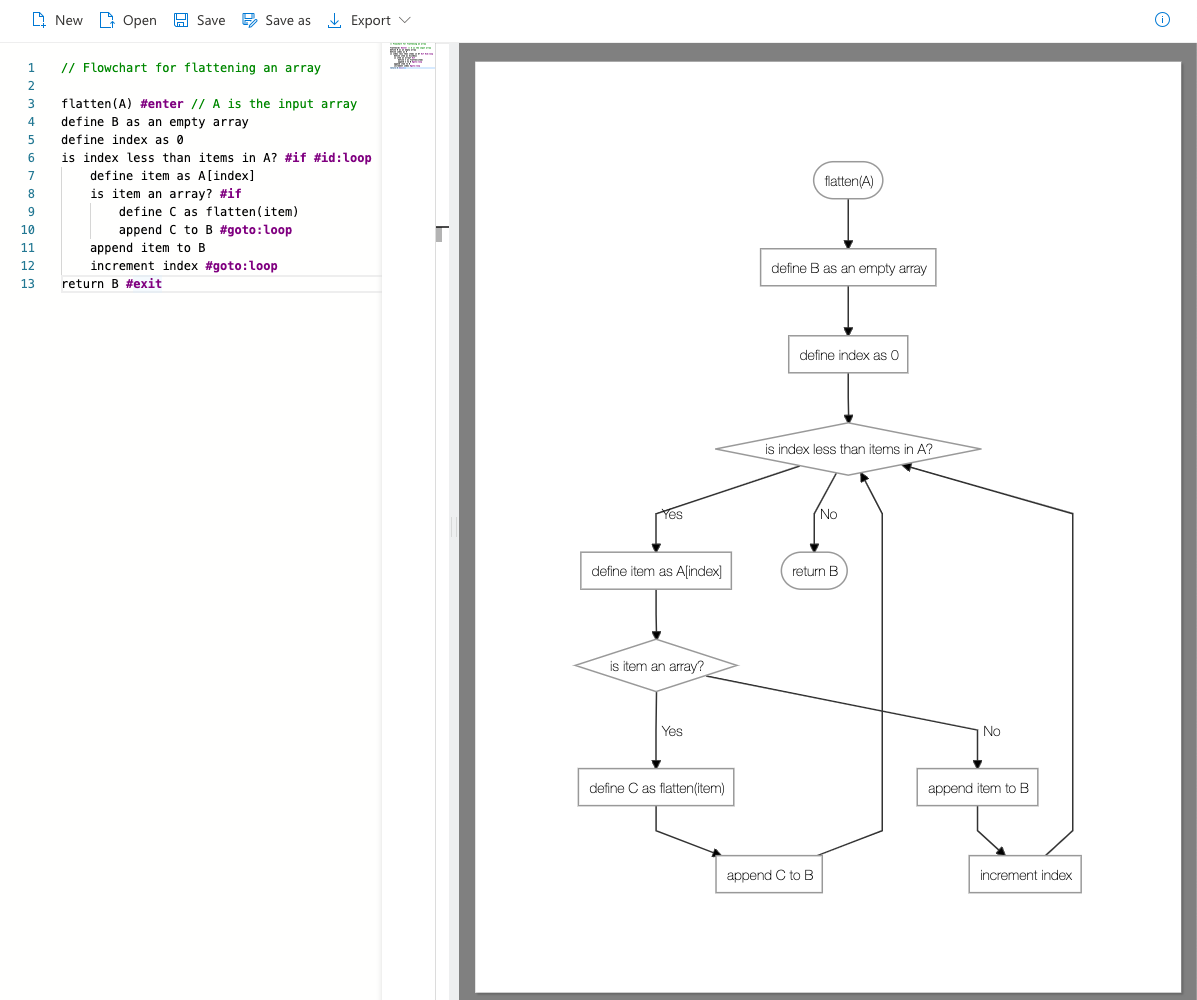 New Open Save Save as Export
1 // Flowchart for flattening an array
2
3 flatten(A) #enter // A is the input array
4 define B as an empty array
5 define index as 0
6 is index less than items in A? #if #id:loop
7 define item as A[index]
8 is item an array? #if
9 define C as flatten(item)
10 append C to B #goto:loop
11 append item to B
12 increment index #goto:loop
13 return B #exit
flatten(A)
define B as an empty array
define index as 0
is index less than items in A?
Yes
No
define item as A[index]
return B
is item an array?
Yes
No
define C as flatten(item)
append item to B
append C to B
increment index